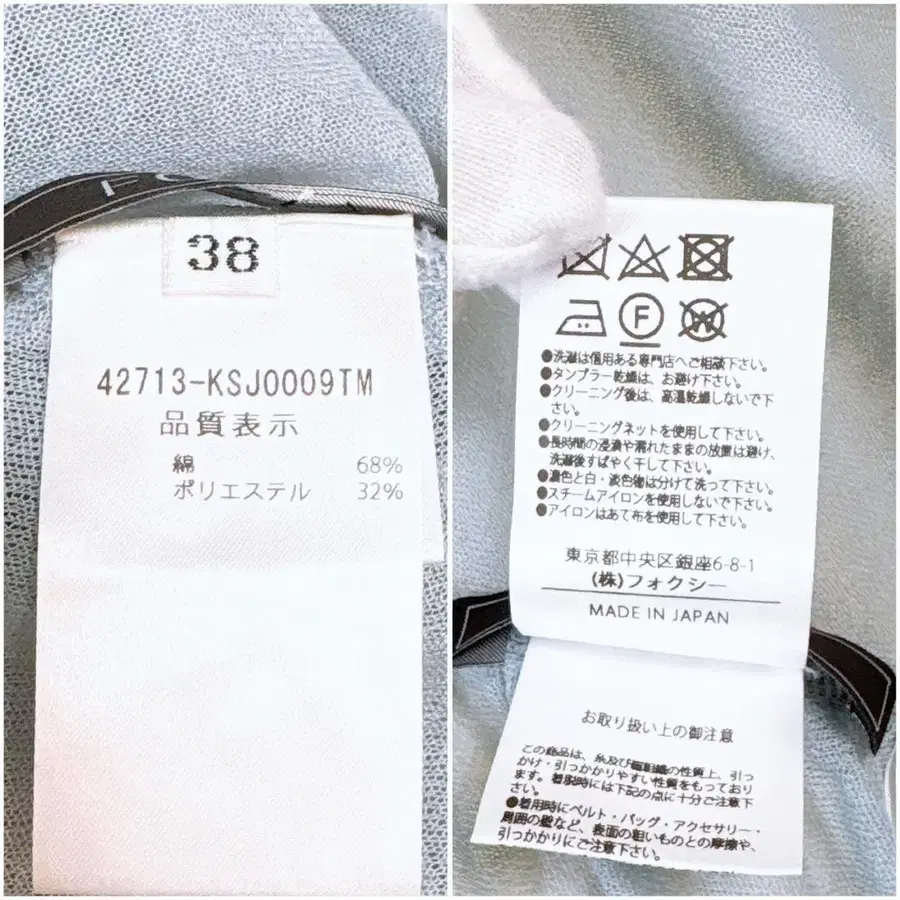 38
42713-KSJ0009TM
品質表示
綿 68%
ポリエステル 32%
F
W
●洗濯は信用ある専門店へご相談下さい。
●タンブラー乾燥は、お避け下さい。
●クリーニング後は、高温乾燥しないで下
さい。
●クリーニングネットを使用して下さい。
●長時間の浸漬や濡れたままの放置は避け、
洗濯後すばやく干して下さい。
●濃色と白・淡色物は分けて洗って下さい。
●スチームアイロンを使用しないで下さい。
●アイロンはあて布を使用して下さい。
東京都中央区銀座6-8-1
(株)フォクシー
MADE IN JAPAN
お取り扱い上の御注意
この商品は、糸及び編組織の性質上、引っ
かけ・引っかかりやすい性質をもっており
ます。着脱時には下記の点に十分ご注意下
さい。
●着用時にベルト・バッグ・アクセサリー・
周囲の壁など、表面の粗いものとの摩擦や、
引っかかりにご注意下さい。